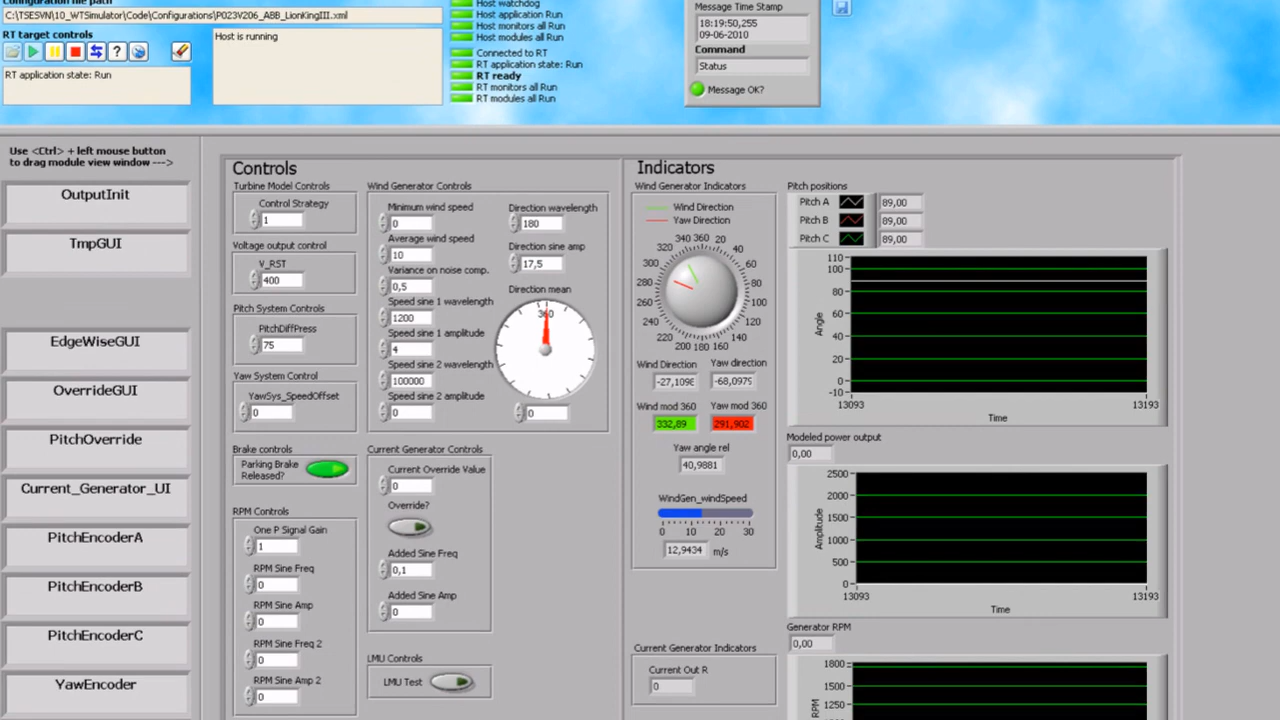 Configuration file path
C:\TSESVN\10_WTSimulator\Code\Configurations\P023V206_ABB_LionKingIII.xml
RT target controls
?
RT application state: Run
Host is running
Host watchdog
Host application Run
Host monitors all Run
Host modules all Run
Connected to RT
RT application state: Run
RT ready
RT monitors all Run
RT modules all Run
Message Time Stamp
18:19:50,255
09-06-2010
Command
Status
Message OK?
Use <Ctrl> + left mouse button
to drag module view window --->
OutputInit
TmpGUI
EdgeWiseGUI
OverrideGUI
PitchOverride
Current_Generator_UI
PitchEncoderA
PitchEncoderB
PitchEncoderC
YawEncoder
Controls
Turbine Model Controls
Control Strategy
1
Voltage output control
V_RST
400
Pitch System Controls
PitchDiffPress
75
Yaw System Control
YawSys_SpeedOffset
0
Brake controls
Parking Brake
Released?
RPM Controls
One P Signal Gain
1
RPM Sine Freq
0
RPM Sine Amp
0
RPM Sine Freq 2
0
RPM Sine Amp 2
0
Wind Generator Controls
Minimum wind speed
0
Average wind speed
10
Variance on noise comp.
0,5
Speed sine 1 wavelength
1200
Speed sine 1 amplitude
4
Speed sine 2 wavelength
100000
Speed sine 2 amplitude
0
Direction wavelength
180
Direction sine amp
17,5
Direction mean
360
0
Current Generator Controls
Current Override Value
0
Override?
Added Sine Freq
0,1
Added Sine Amp
0
LMU Controls
LMU Test
Indicators
Wind Generator Indicators
Wind Direction
Yaw Direction
340 360 20
320 40
300 60
280 80
260 100
240 120
220 140
200 180 160
Wind Direction Yaw direction
-27,1098 -68,0979
Wind mod 360 Yaw mod 360
332,89 291,902
Yaw angle rel
40,9881
WindGen_windSpeed
0 10 20 30
12,9434 m/s
Current Generator Indicators
Current Out R
0
Pitch positions
Pitch A 89,00
Pitch B 89,00
Pitch C 89,00
110
100
80
60
40
20
0
-10
Angle
13093 13193
Time
Modeled power output
0,00
2500
2000
1500
1000
500
0
Amplitude
13093 13193
Time
Generator RPM
0,00
1800
1500
1250
RPM